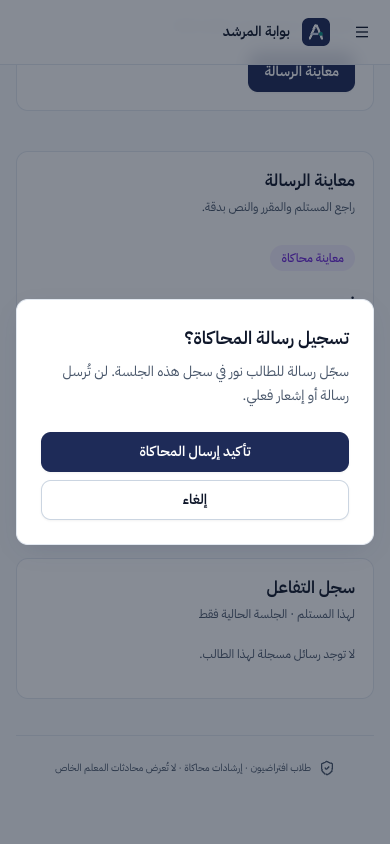 بوابة المرشد
معاينة الرسالة
معاينة الرسالة
راجع المستلم والمقرر والنص بدقة.
معاينة محاكاة
تسجيل رسالة المحاكاة؟
سجّل رسالة للطالب نور في سجل هذه الجلسة. لن تُرسل
رسالة أو إشعار فعلي.
تأكيد إرسال المحاكاة
إلغاء
سجل التفاعل
لهذا المستلم · الجلسة الحالية فقط
لا توجد رسائل مسجلة لهذا الطالب.
طلاب افتراضيون · إرشادات محاكاة · لا تُعرض محادثات المعلم الخاص